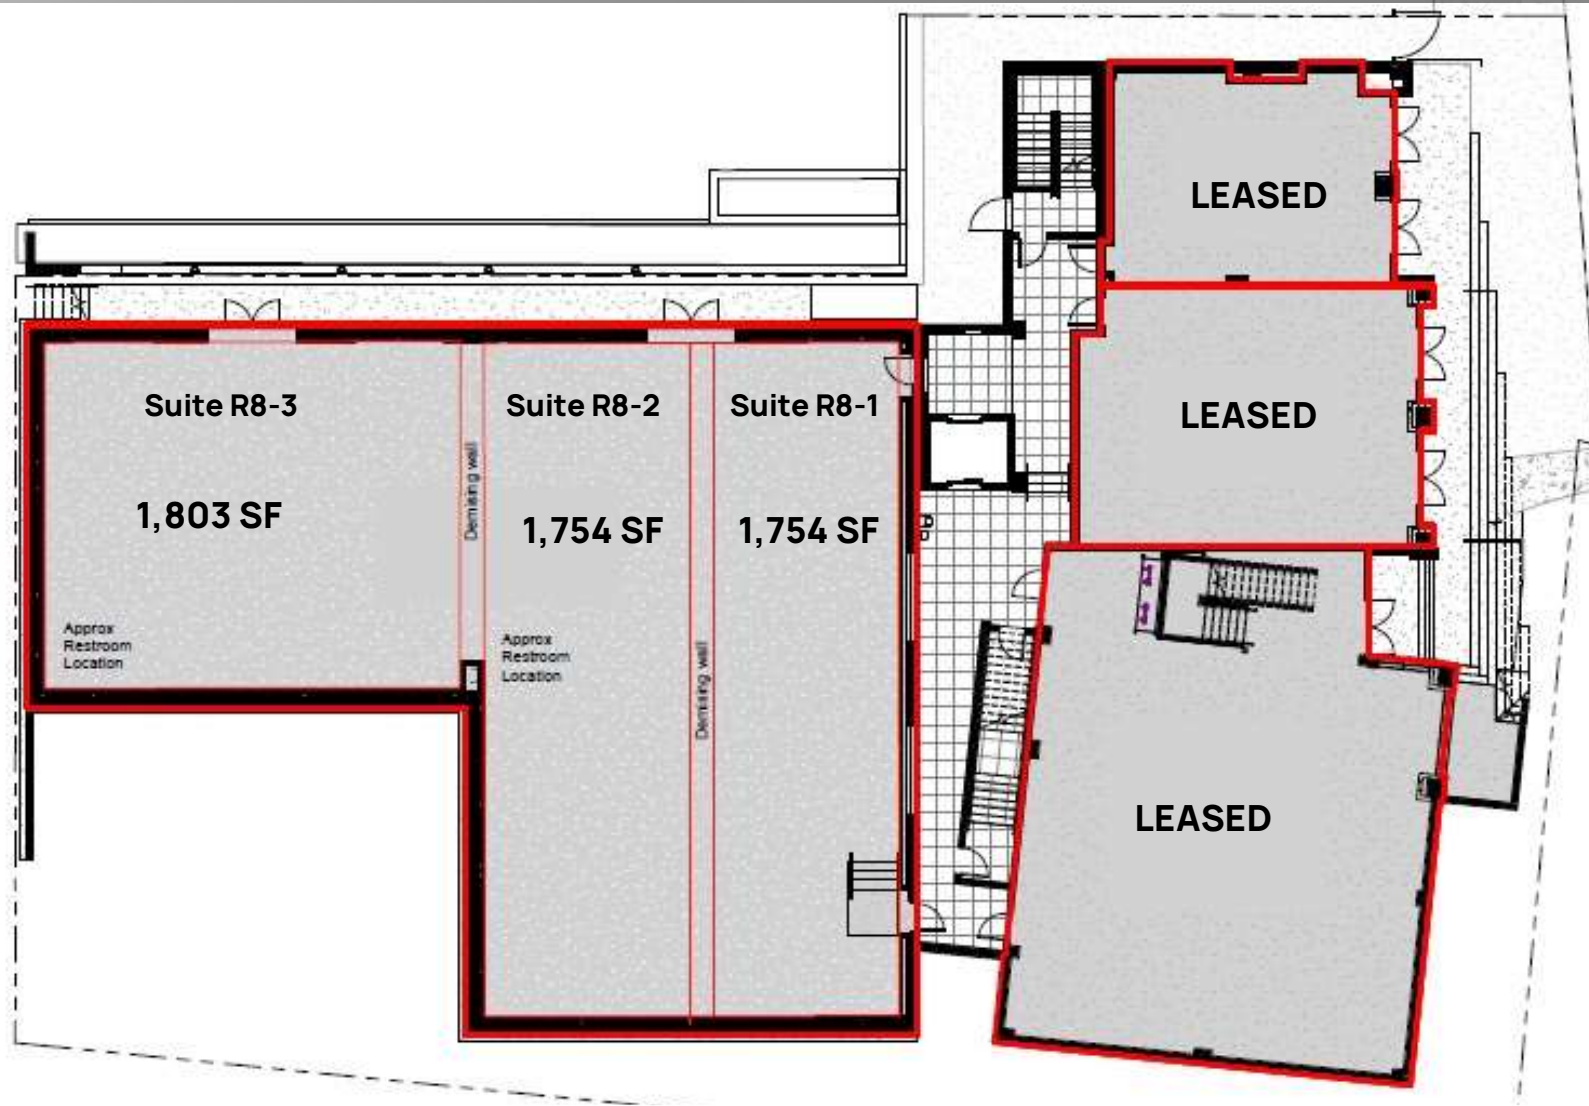 LEASED
Suite R8-3
Suite R8-2
Suite R8-1
LEASED
1,803 SF
Demising wall
1,754 SF
1,754 SF
Approx
Restroom
Location
Approx
Restroom
Location
Demising wall
LEASED